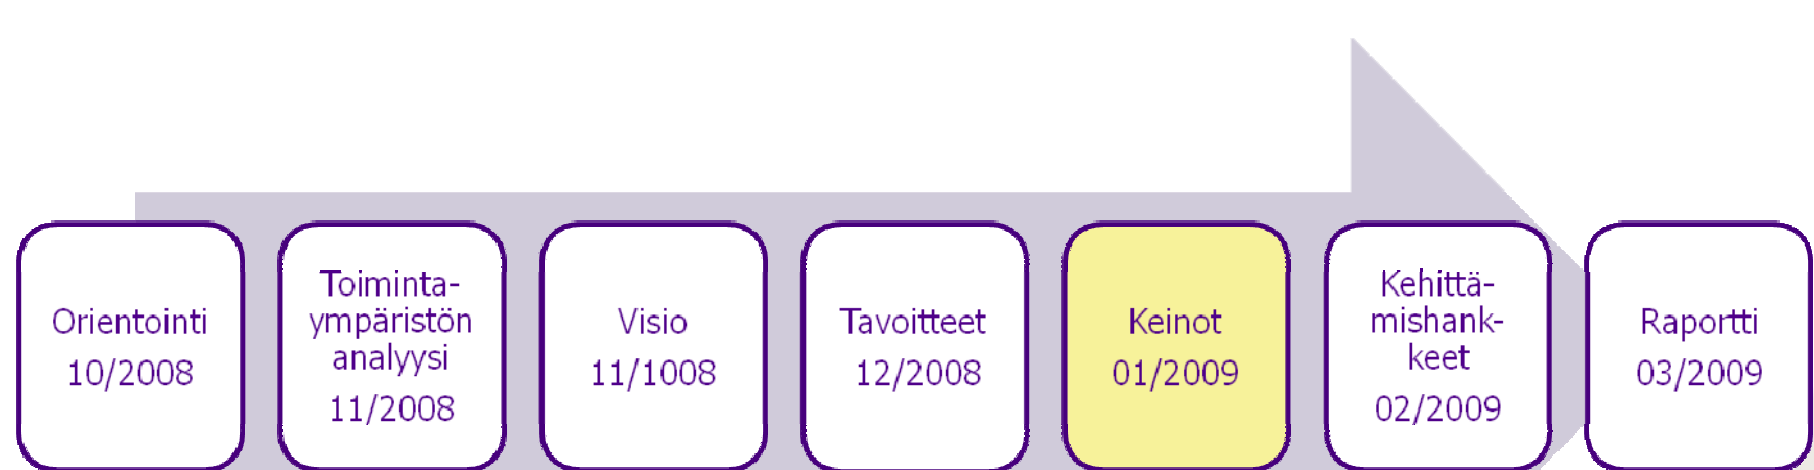 Orientointi
10/2008
Toiminta-
ympäristön
analyysi
11/2008
Visio
11/1008
Tavoitteet
12/2008
Keinot
01/2009
Kehittä-
mishank-
keet
02/2009
Raportti
03/2009